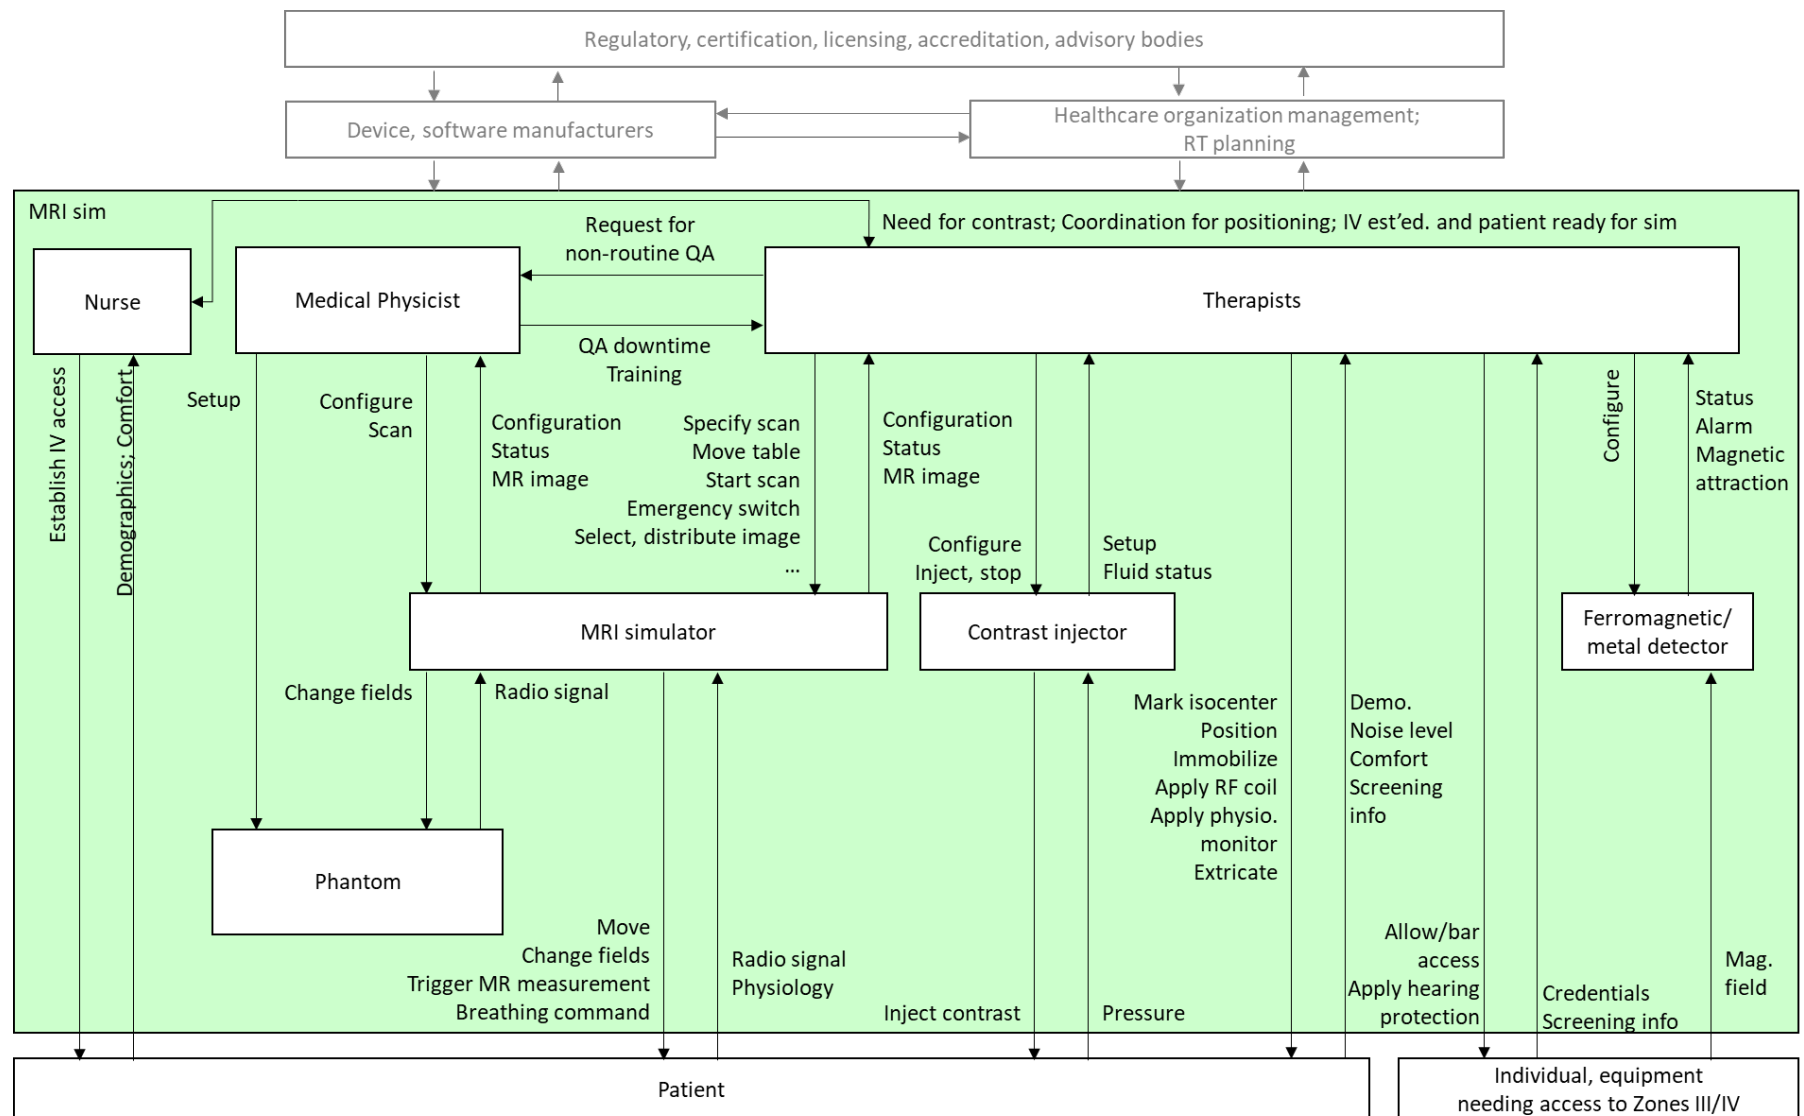 Regulatory, certification, licensing, accreditation, advisory bodies
Device, software manufacturers
Healthcare organization management;
RT planning
MRI sim
Need for contrast; Coordination for positioning; IV est’ed. and patient ready for sim
Request for
non-routine QA
Nurse
Medical Physicist
Therapists
QA downtime
Training
Establish IV access
Demographics; Comfort
Setup
Configure
Scan
Configuration
Status
MR image
Specify scan
Move table
Start scan
Emergency switch
Select, distribute image
...
Configuration
Status
MR image
Configure
Inject, stop
Setup
Fluid status
Configure
Status
Alarm
Magnetic
attraction
MRI simulator
Contrast injector
Ferromagnetic/
metal detector
Change fields
Radio signal
Mark isocenter
Position
Immobilize
Apply RF coil
Apply physio.
monitor
Extricate
Demo.
Noise level
Comfort
Screening
info
Phantom
Move
Change fields
Trigger MR measurement
Breathing command
Radio signal
Physiology
Inject contrast
Pressure
Allow/bar
access
Apply hearing
protection
Credentials
Screening info
Mag.
field
Patient
Individual, equipment
needing access to Zones III/IV